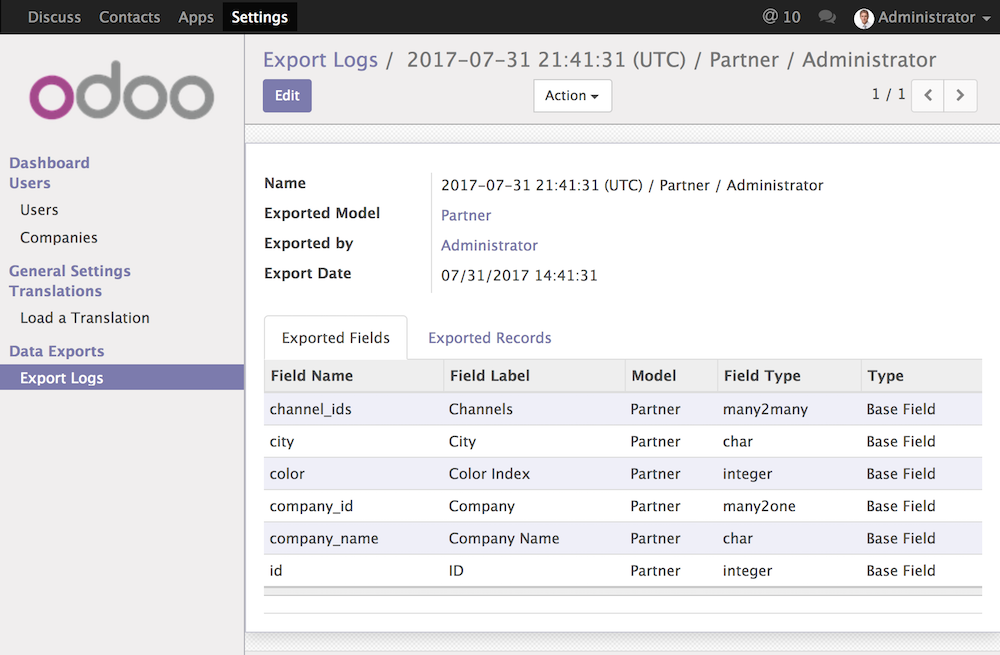 Discuss Contacts Apps Settings @ 10 Administrator
odoo
Export Logs / 2017-07-31 21:41:31 (UTC) / Partner / Administrator
Edit Action 1 / 1
Dashboard
Users
Users
Companies
General Settings
Translations
Load a Translation
Data Exports
Export Logs
Name 2017-07-31 21:41:31 (UTC) / Partner / Administrator
Exported Model Partner
Exported by Administrator
Export Date 07/31/2017 14:41:31
Exported Fields Exported Records
Field Name Field Label Model Field Type Type
channel_ids Channels Partner many2many Base Field
city City Partner char Base Field
color Color Index Partner integer Base Field
company_id Company Partner many2one Base Field
company_name Company Name Partner char Base Field
id ID Partner integer Base Field